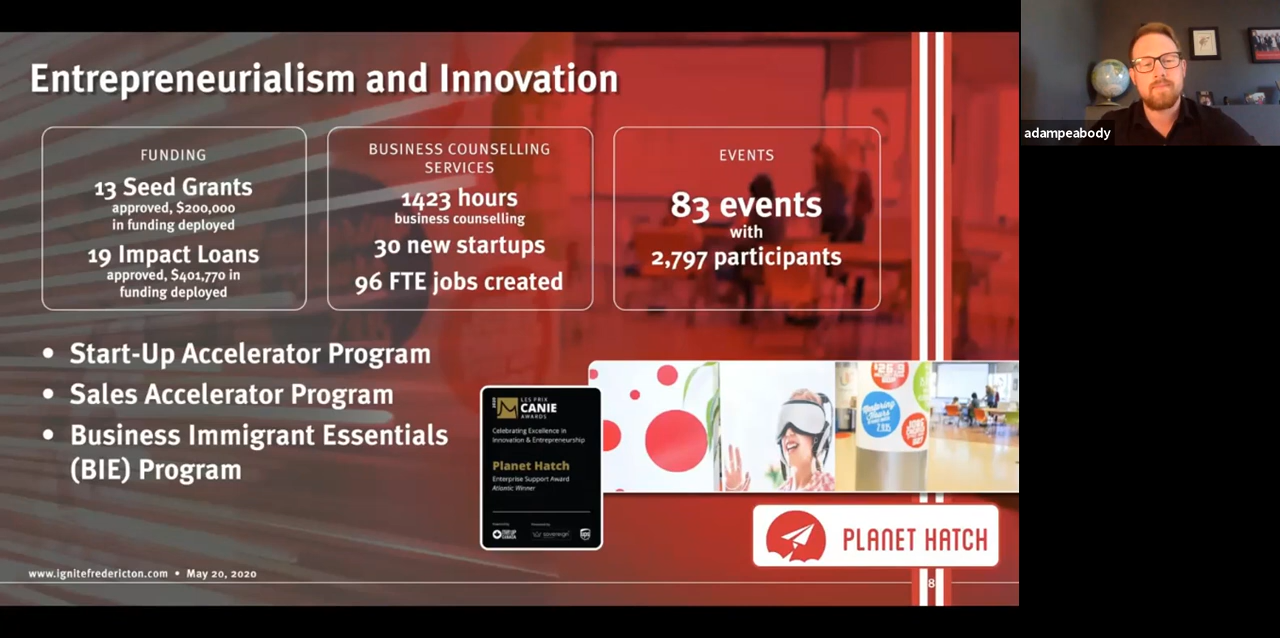 Entrepreneurialism and Innovation
FUNDING
13 Seed Grants
approved, $200,000
in funding deployed
19 Impact Loans
approved, $401,770 in
funding deployed
BUSINESS COUNSELLING
SERVICES
1423 hours
business counselling
30 new startups
96 FTE jobs created
EVENTS
83 events
with
2,797 participants
• Start-Up Accelerator Program
• Sales Accelerator Program
• Business Immigrant Essentials
(BIE) Program
2020
LES PRIX
CANIE
AWARDS
Celebrating Excellence in
Innovation & Entrepreneurship
Planet Hatch
Enterprise Support Award
Atlantic Winner
ups
$26.9
PLANET HATCH
www.ignitefredericton.com • May 20, 2020
8
adampeabody